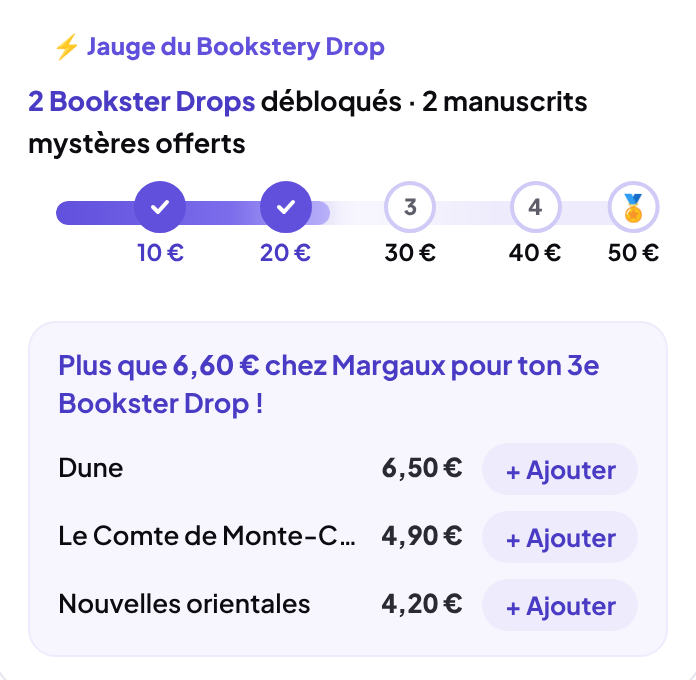 ⚡ Jauge du Bookstery Drop
2 Bookster Drops débloqués · 2 manuscrits
mystères offerts
3 4
10 € 20 € 30 € 40 € 50 €
Plus que 6,60 € chez Margaux pour ton 3e
Bookster Drop !
Dune 6,50 € + Ajouter
Le Comte de Monte-C... 4,90 € + Ajouter
Nouvelles orientales 4,20 € + Ajouter